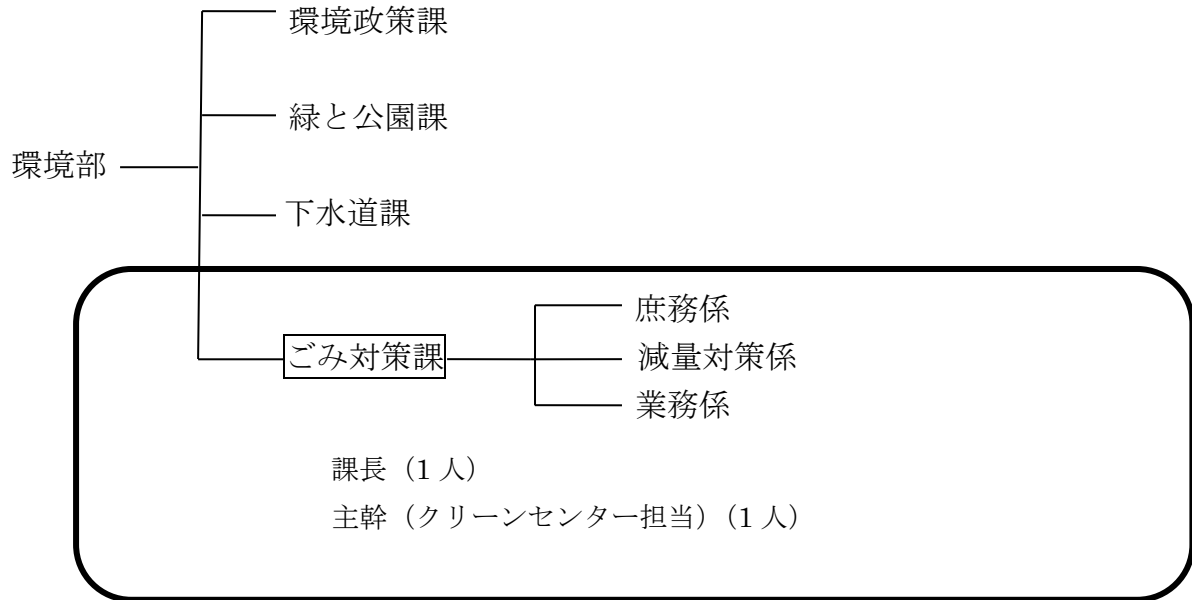 環境政策課
緑と公園課
環境部
下水道課
庶務係
ごみ対策課
減量対策係
業務係
課長（1 人）
主幹（クリーンセンター担当）（1 人）